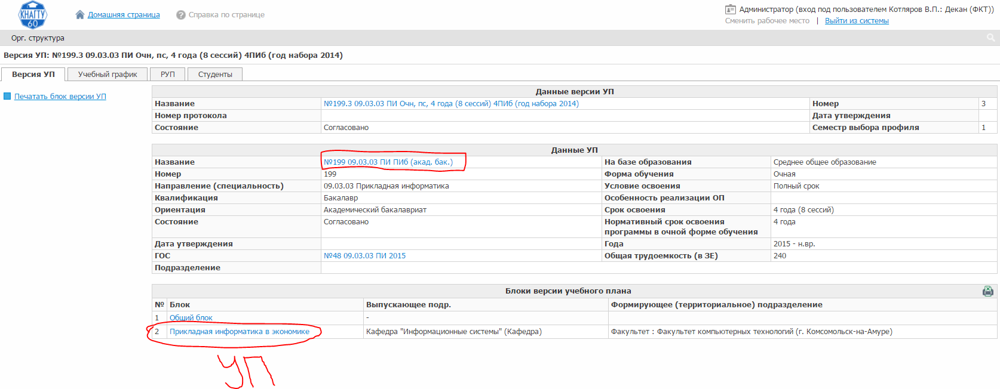 КНАГТУ
60
Домашняя страница
Справка по странице
Администратор (вход под пользователем Котляров В.П.: Декан (ФКТ))
Сменить рабочее место | Выйти из системы
Орг. структура
Версия УП: №199.3 09.03.03 ПИ Очн, пс, 4 года (8 сессий) 4ПИб (год набора 2014)
Версия УП Учебный график РУП Студенты
Печатать блок версии УП
Данные версии УП
Название №199.3 09.03.03 ПИ Очн, пс, 4 года (8 сессий) 4ПИб (год набора 2014) Номер 3
Номер протокола Дата утверждения
Состояние Согласовано Семестр выбора профиля 1
Данные УП
Название №199 09.03.03 ПИ ПИб (акад. бак.) На базе образования Среднее общее образование
Номер 199 Форма обучения Очная
Направление (специальность) 09.03.03 Прикладная информатика Условие освоения Полный срок
Квалификация Бакалавр Особенность реализации ОП
Ориентация Академический бакалавриат Срок освоения 4 года (8 сессий)
Состояние Согласовано Нормативный срок освоения 4 года
программы в очной форме обучения
Дата утверждения Года 2015 - н.вр.
ГОС №48 09.03.03 ПИ 2015 Общая трудоемкость (в ЗЕ) 240
Подразделение
Блоки версии учебного плана
№ Блок Выпускающее подр. Формирующее (территориальное) подразделение
1 Общий блок -
2 Прикладная информатика в экономике Кафедра "Информационные системы" (Кафедра) Факультет : Факультет компьютерных технологий (г. Комсомольск-на-Амуре)
УП